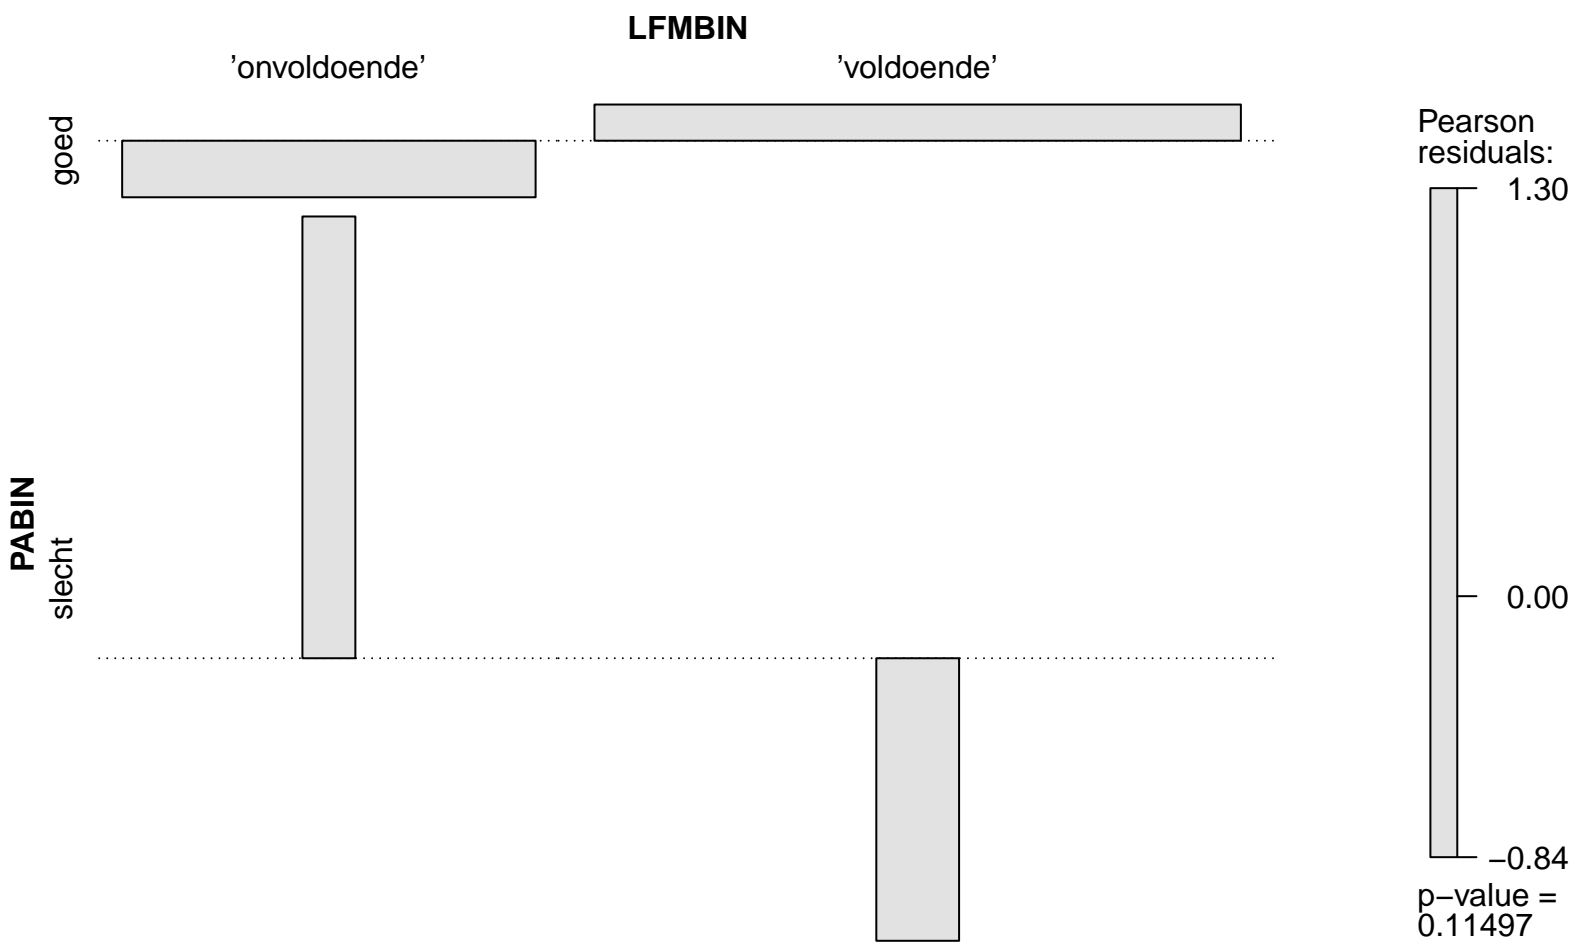 LFMBIN
’onvoldoende’ ’voldoende’
goed
PABIN
slecht
Pearson
residuals:
1.30
0.00
−0.84
p−value =
0.11497